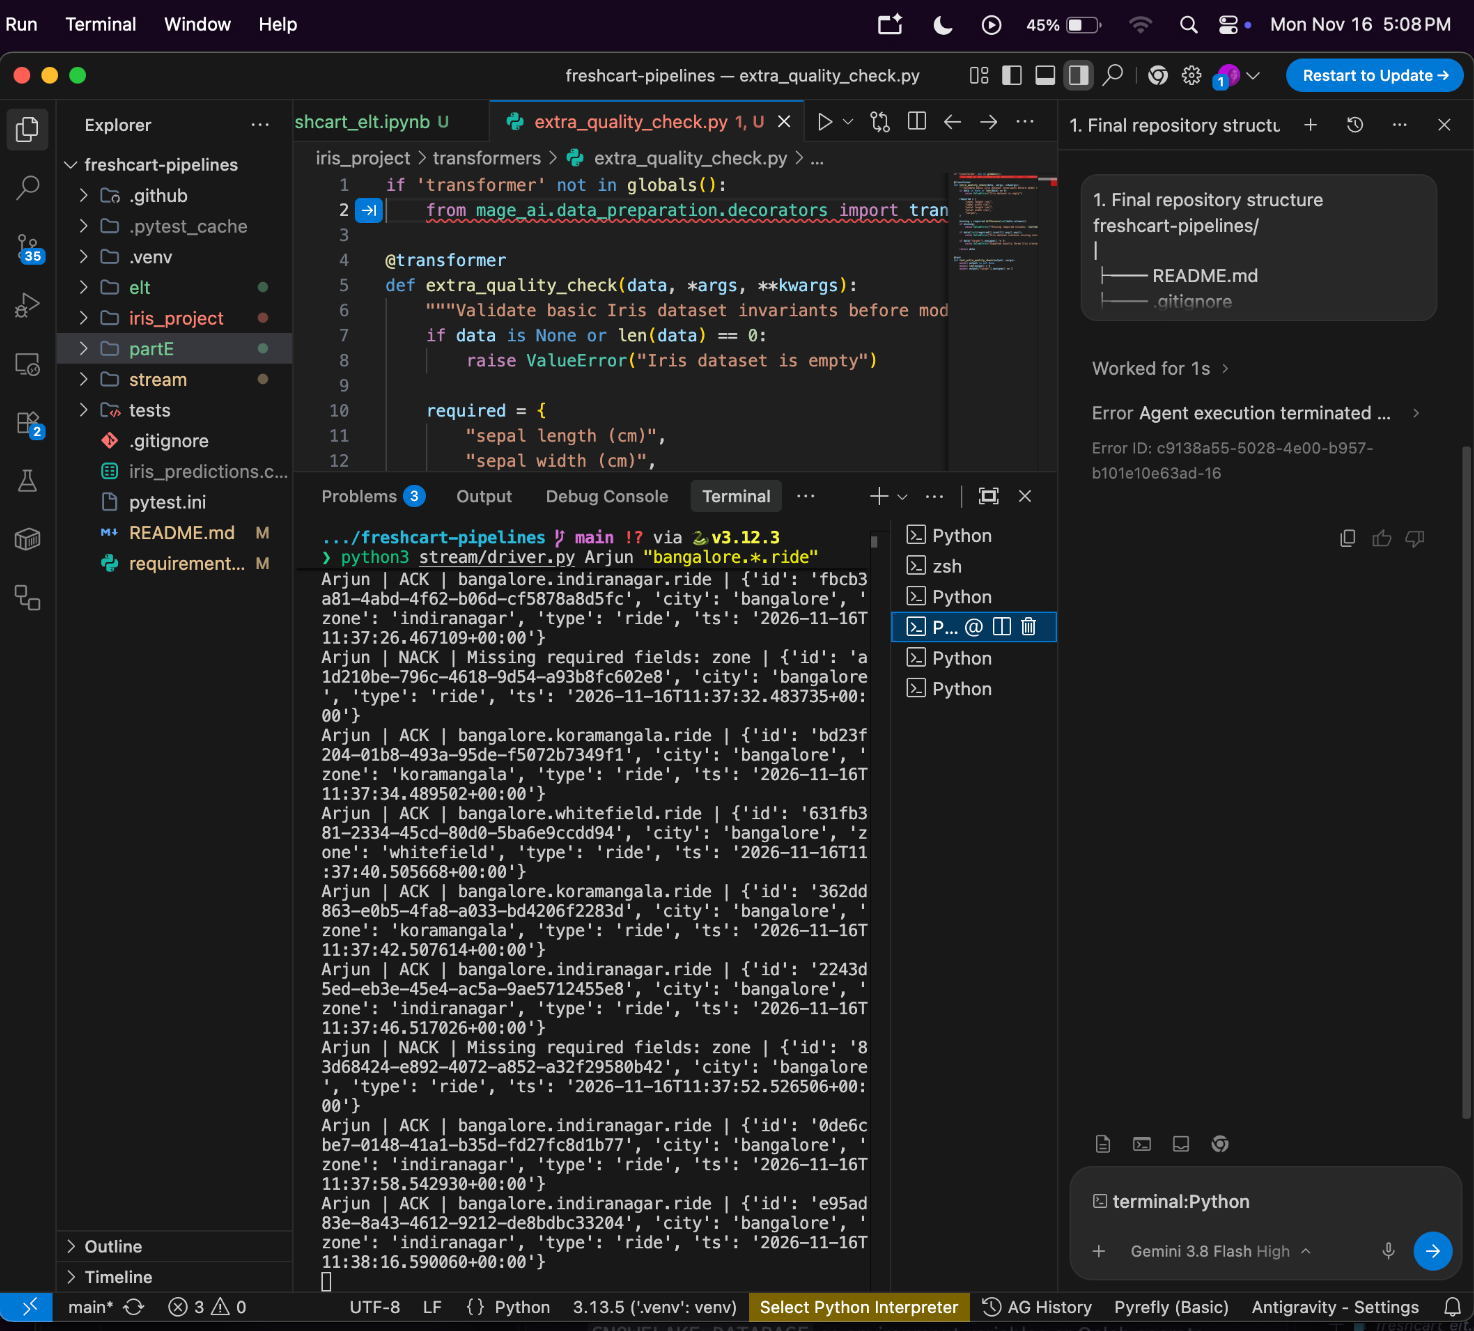 Run Terminal Window Help 45% Mon Nov 16 5:08 PM
freshcart-pipelines — extra_quality_check.py 1 Restart to Update →
Explorer
freshcart-pipelines
.github
.pytest_cache
.venv
elt
iris_project
partE
stream
tests
.gitignore
iris_predictions.c...
pytest.ini
README.md M
requirement... M
Outline
Timeline
35
2
shcart_elt.ipynb U
extra_quality_check.py 1, U
iris_project > transformers > extra_quality_check.py > ...
1 if 'transformer' not in globals():
2 from mage_ai.data_preparation.decorators import tran
3
4 @transformer
5 def extra_quality_check(data, *args, **kwargs):
6 """Validate basic Iris dataset invariants before mod
7 if data is None or len(data) == 0:
8 raise ValueError("Iris dataset is empty")
9
10 required = {
11 "sepal length (cm)",
12 "sepal width (cm)",
Problems 3 Output Debug Console Terminal
.../freshcart-pipelines main !? via v3.12.3
❯ python3 stream/driver.py Arjun "bangalore.*.ride"
Arjun | ACK | bangalore.indiranagar.ride | {'id': 'fbcb3
a81-4abd-4f62-b06d-cf5878a8d5fc', 'city': 'bangalore', '
zone': 'indiranagar', 'type': 'ride', 'ts': '2026-11-16T
11:37:26.467109+00:00'}
Arjun | NACK | Missing required fields: zone | {'id': 'a
1d210be-796c-4618-9d54-a93b8fc602e8', 'city': 'bangalore
', 'type': 'ride', 'ts': '2026-11-16T11:37:32.483735+00:
00'}
Arjun | ACK | bangalore.koramangala.ride | {'id': 'bd23f
204-01b8-493a-95de-f5072b7349f1', 'city': 'bangalore', '
zone': 'koramangala', 'type': 'ride', 'ts': '2026-11-16T
11:37:34.489502+00:00'}
Arjun | ACK | bangalore.whitefield.ride | {'id': '631fb3
81-2334-45cd-80d0-5ba6e9ccdd94', 'city': 'bangalore', 'z
one': 'whitefield', 'type': 'ride', 'ts': '2026-11-16T11
:37:40.505668+00:00'}
Arjun | ACK | bangalore.koramangala.ride | {'id': '362dd
863-e0b5-4fa8-a033-bd4206f2283d', 'city': 'bangalore', '
zone': 'koramangala', 'type': 'ride', 'ts': '2026-11-16T
11:37:42.507614+00:00'}
Arjun | ACK | bangalore.indiranagar.ride | {'id': '2243d
5ed-eb3e-45e4-ac5a-9ae5712455e8', 'city': 'bangalore', '
zone': 'indiranagar', 'type': 'ride', 'ts': '2026-11-16T
11:37:46.517026+00:00'}
Arjun | NACK | Missing required fields: zone | {'id': '8
3d68424-e892-4072-a852-a32f29580b42', 'city': 'bangalore
', 'type': 'ride', 'ts': '2026-11-16T11:37:52.526506+00:
00'}
Arjun | ACK | bangalore.indiranagar.ride | {'id': '0de6c
be7-0148-41a1-b35d-fd27fc8d1b77', 'city': 'bangalore', '
zone': 'indiranagar', 'type': 'ride', 'ts': '2026-11-16T
11:37:58.542930+00:00'}
Arjun | ACK | bangalore.indiranagar.ride | {'id': 'e95ad
83e-8a43-4612-9212-de8bdbc33204', 'city': 'bangalore', '
zone': 'indiranagar', 'type': 'ride', 'ts': '2026-11-16T
11:38:16.590060+00:00'}
Python
zsh
Python
P... @
Python
Python
1. Final repository structu
1. Final repository structure
freshcart-pipelines/
|
├── README.md
├── .gitignore
Worked for 1s >
Error Agent execution terminated ... >
Error ID: c9138a55-5028-4e00-b957-
b101e10e63ad-16
terminal:Python
+ Gemini 3.8 Flash High
main* 3 0 UTF-8 LF {} Python 3.13.5 ('.venv': venv) Select Python Interpreter AG History Pyrefly (Basic) Antigravity - Settings